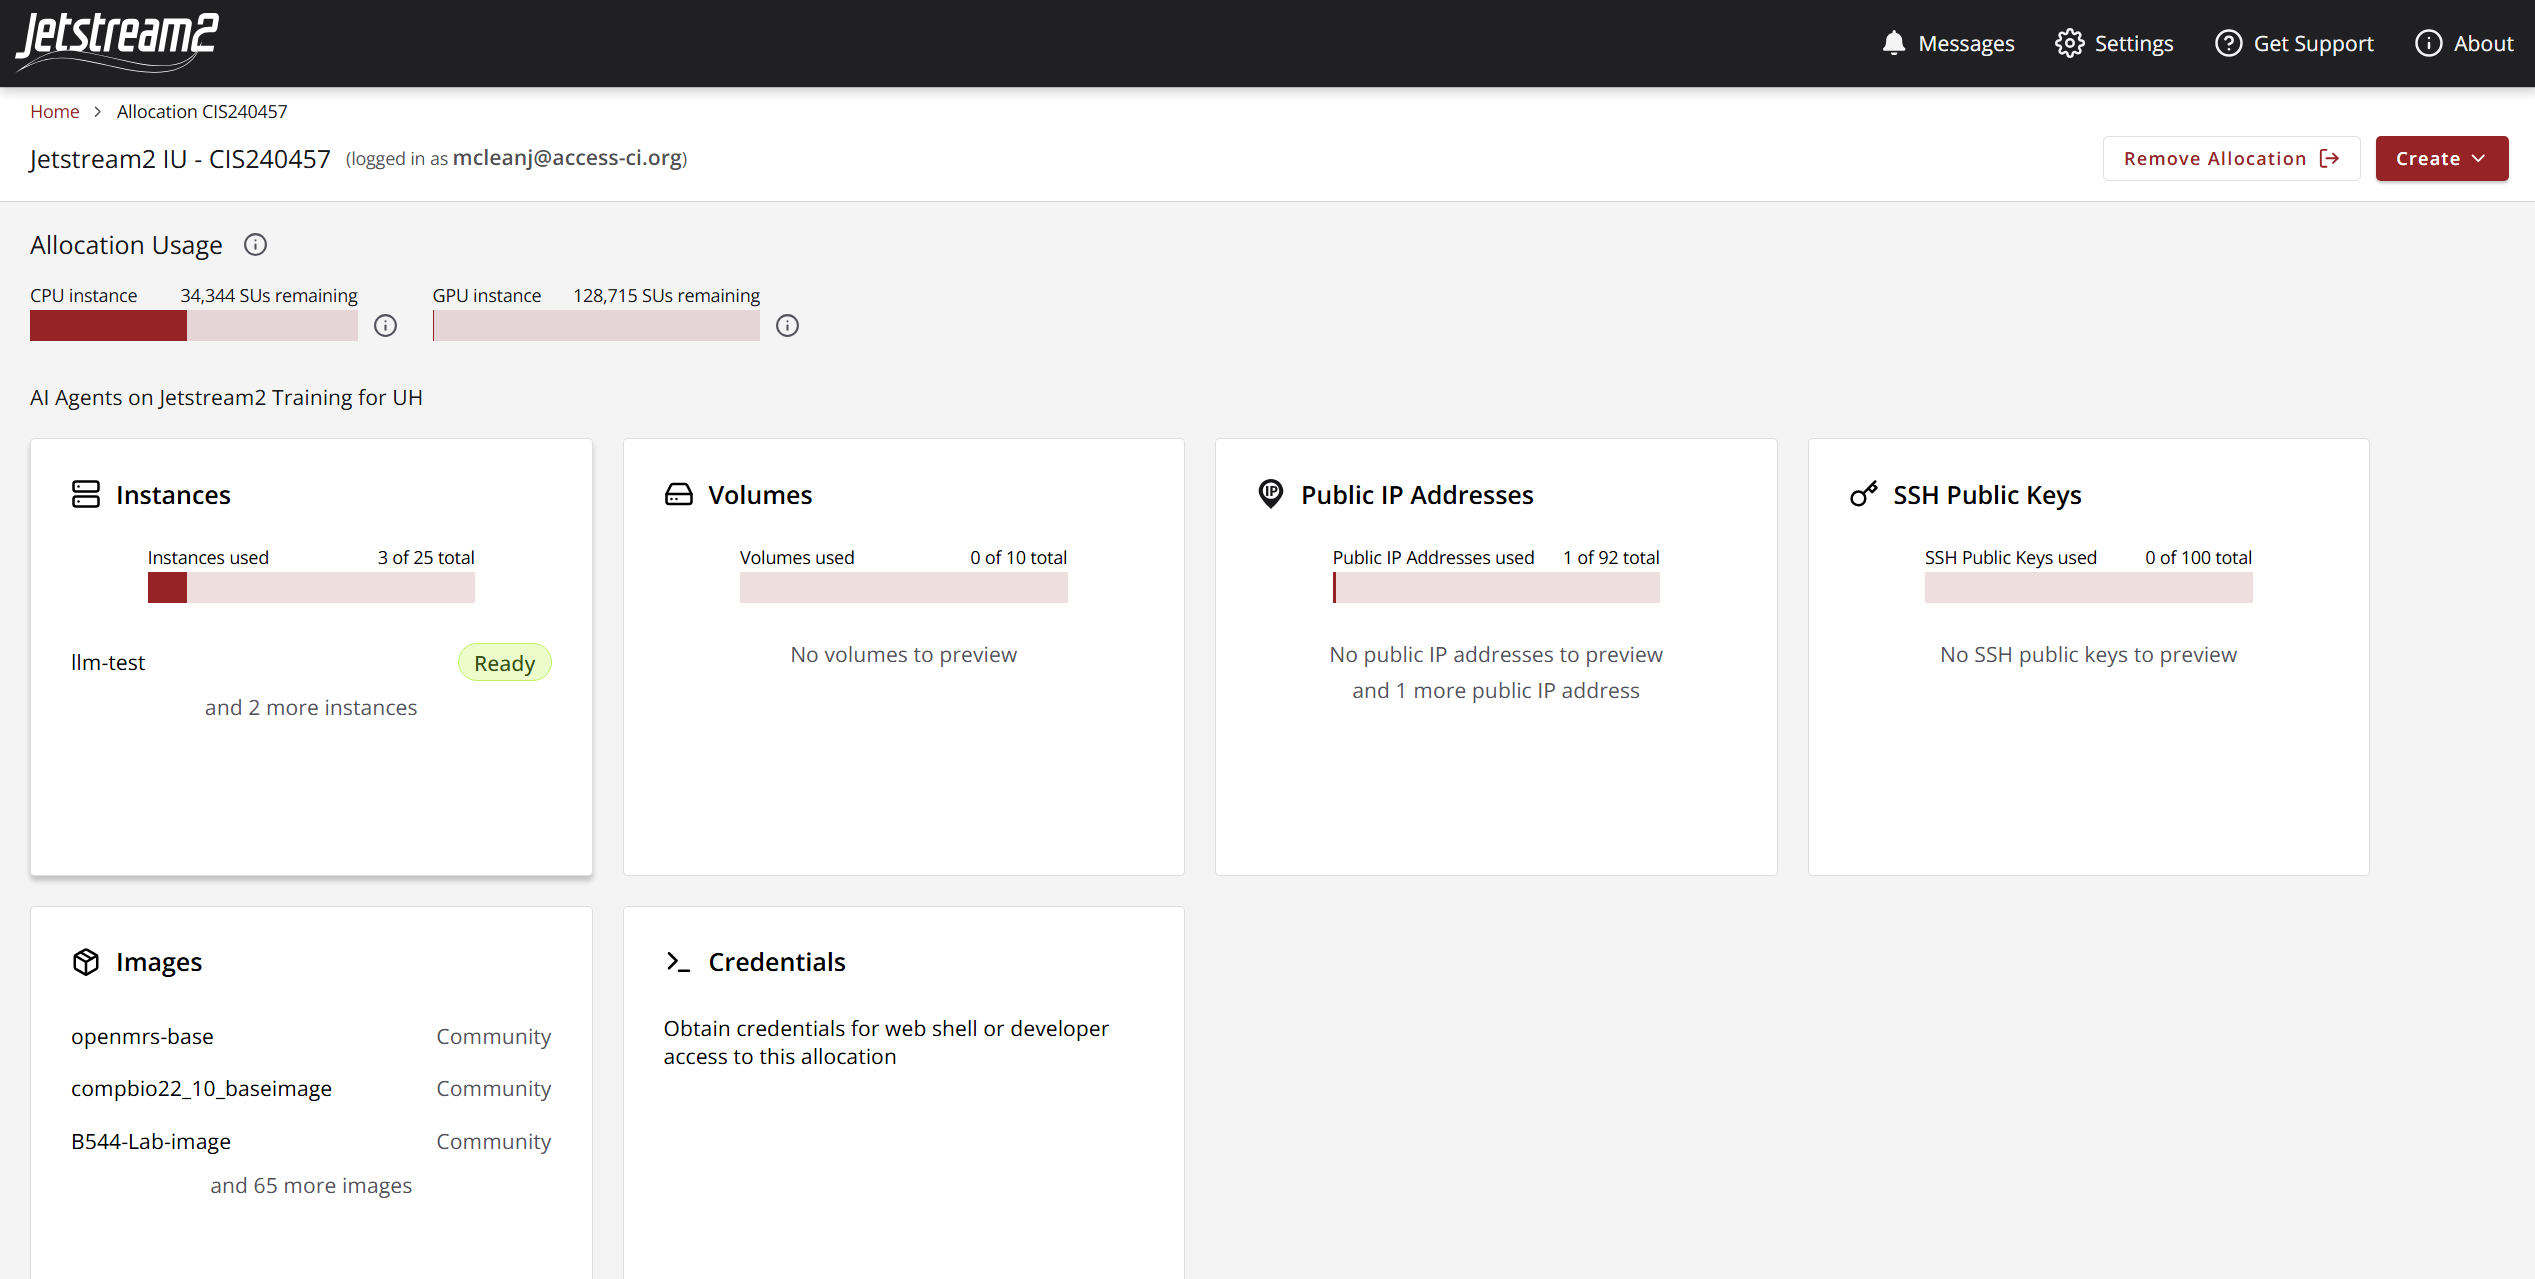 Jetstream2
Messages
Settings
Get Support
About
Home > Allocation CIS240457
Jetstream2 IU - CIS240457 (logged in as mcleanj@access-ci.org)
Remove Allocation
Create
Allocation Usage
CPU instance 34,344 SUs remaining
GPU instance 128,715 SUs remaining
AI Agents on Jetstream2 Training for UH
Instances
Instances used 3 of 25 total
llm-test Ready
and 2 more instances
Volumes
Volumes used 0 of 10 total
No volumes to preview
IP
Public IP Addresses
Public IP Addresses used 1 of 92 total
No public IP addresses to preview
and 1 more public IP address
SSH Public Keys
SSH Public Keys used 0 of 100 total
No SSH public keys to preview
Images
openmrs-base Community
compbio22_10_baseimage Community
B544-Lab-image Community
and 65 more images
Credentials
Obtain credentials for web shell or developer
access to this allocation